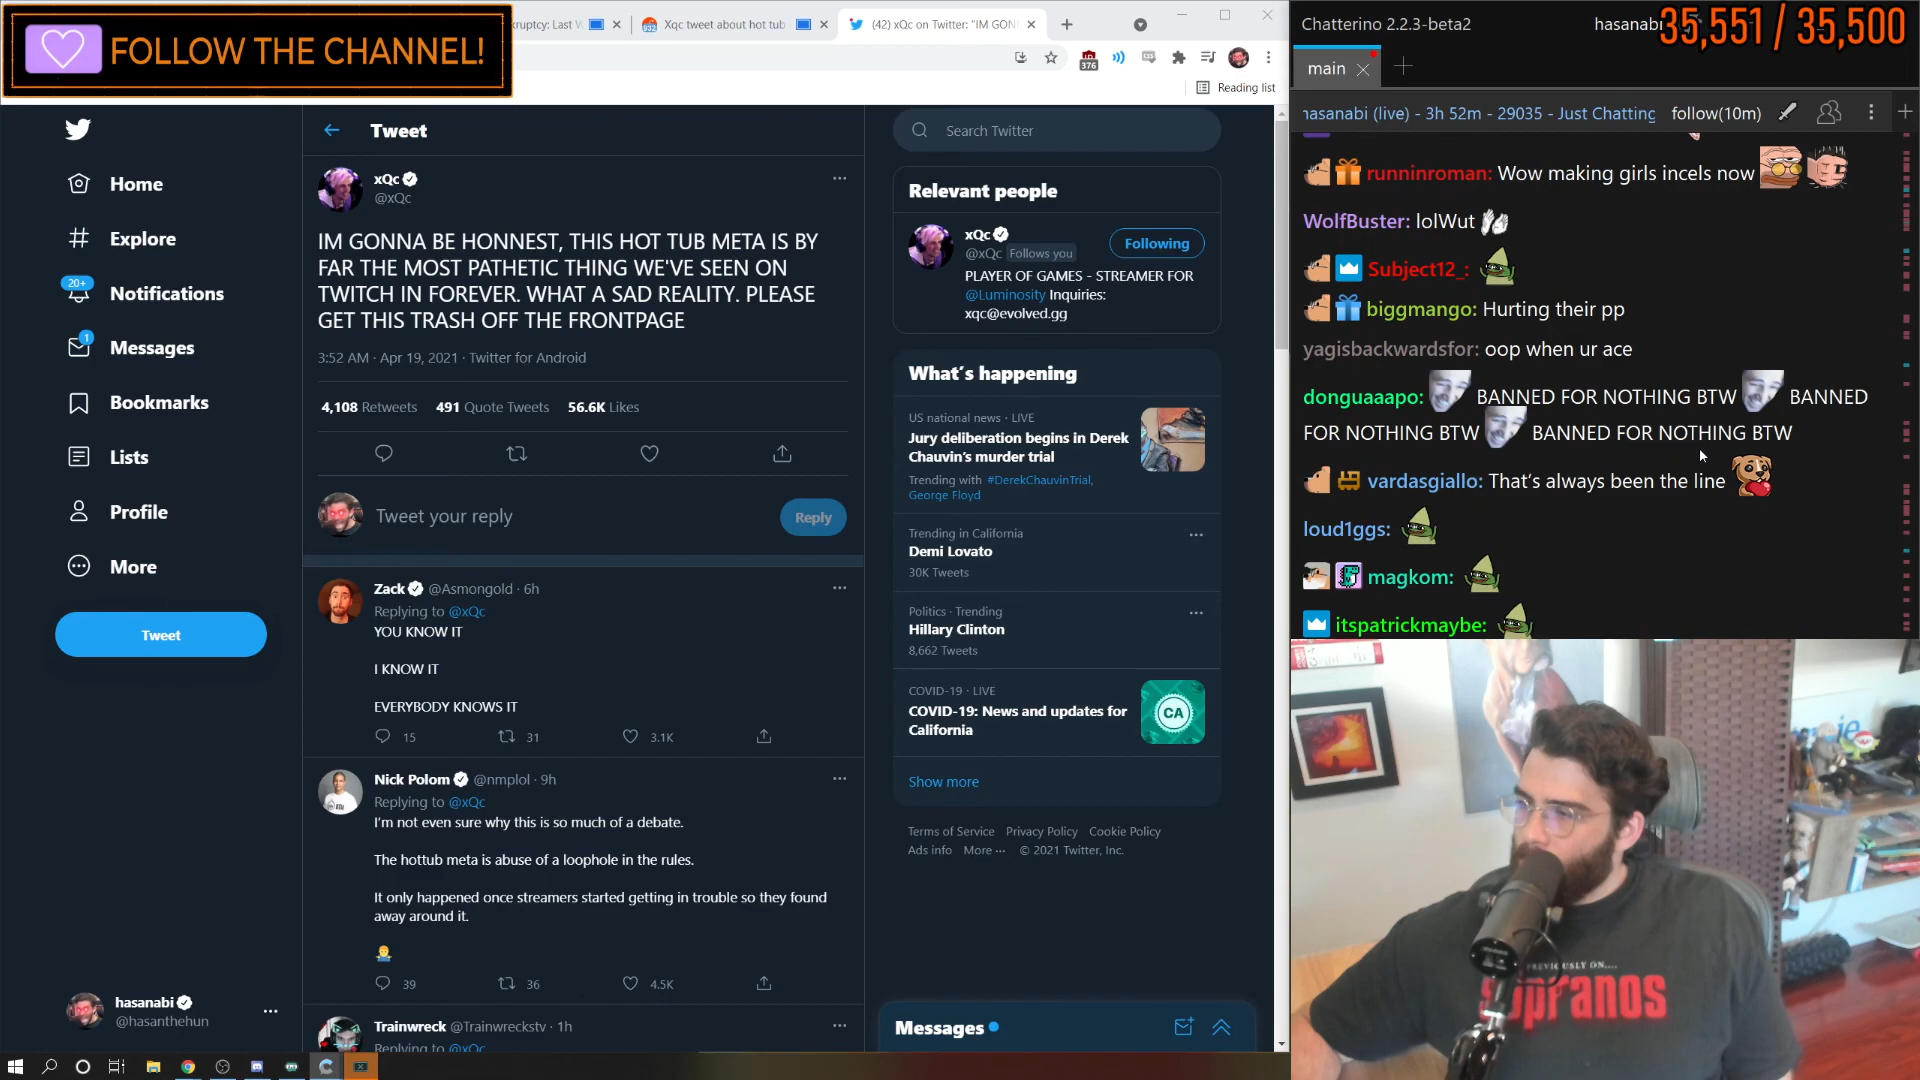 FOLLOW THE CHANNEL!
kruptcy: Last W
Xqc tweet about hot tub
(42) xQc on Twitter: "IM GONN
376
Reading list
Tweet
Search Twitter
Home
Explore
20+
Notifications
1
Messages
Bookmarks
Lists
Profile
More
Tweet
hasanabi
@hasanthehun
xQc
@xQc
IM GONNA BE HONNEST, THIS HOT TUB META IS BY
FAR THE MOST PATHETIC THING WE'VE SEEN ON
TWITCH IN FOREVER. WHAT A SAD REALITY. PLEASE
GET THIS TRASH OFF THE FRONTPAGE
3:52 AM · Apr 19, 2021 · Twitter for Android
4,108 Retweets 491 Quote Tweets 56.6K Likes
Tweet your reply
Reply
Zack @Asmongold · 6h
Replying to @xQc
YOU KNOW IT
I KNOW IT
EVERYBODY KNOWS IT
15 31 3.1K
Nick Polom @nmplol · 9h
Replying to @xQc
I'm not even sure why this is so much of a debate.
The hottub meta is abuse of a loophole in the rules.
It only happened once streamers started getting in trouble so they found
away around it.
39 36 4.5K
Trainwreck @Trainwreckstv · 1h
Replying to @xQc
Relevant people
xQc
@xQc Follows you
Following
PLAYER OF GAMES - STREAMER FOR
@Luminosity Inquiries:
xqc@evolved.gg
What's happening
US national news · LIVE
Jury deliberation begins in Derek
Chauvin's murder trial
Trending with #DerekChauvinTrial,
George Floyd
Trending in California
Demi Lovato
30K Tweets
Politics · Trending
Hillary Clinton
8,662 Tweets
COVID-19 · LIVE
COVID-19: News and updates for
California
CA
Show more
Terms of Service Privacy Policy Cookie Policy
Ads info More © 2021 Twitter, Inc.
Messages
Chatterino 2.2.3-beta2
hasanabi
35,551 / 35,500
main
hasanabi (live) - 3h 52m - 29035 - Just Chatting
follow(10m)
runninroman: Wow making girls incels now
WolfBuster: lolWut
Subject12_:
biggmango: Hurting their pp
yagisbackwardsfor: oop when ur ace
donguaaapo: BANNED FOR NOTHING BTW BANNED
FOR NOTHING BTW BANNED FOR NOTHING BTW
vardasgiallo: That's always been the line
loud1ggs:
magkom:
itspatrickmaybe:
PREVIOUSLY ON....
SOPRANOS